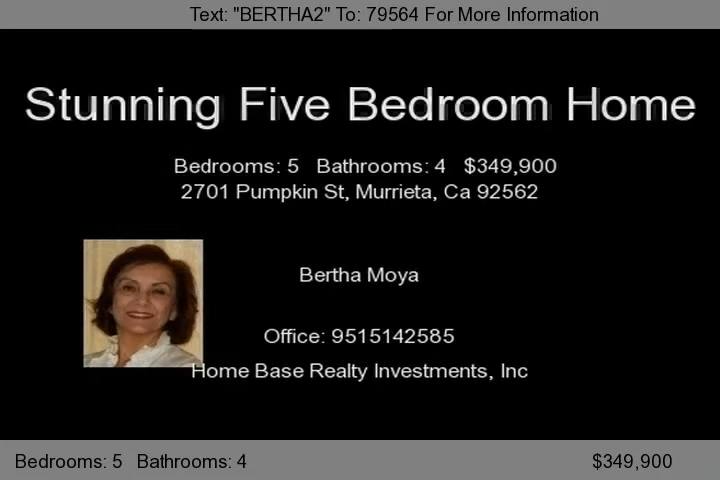 Text: "BERTHA2" To: 79564 For More Information
Stunning Five Bedroom Home
Bedrooms: 5 Bathrooms: 4 $349,900
2701 Pumpkin St, Murrieta, Ca 92562
Bertha Moya
Office: 9515142585
Home Base Realty Investments, Inc
Bedrooms: 5 Bathrooms: 4 $349,900